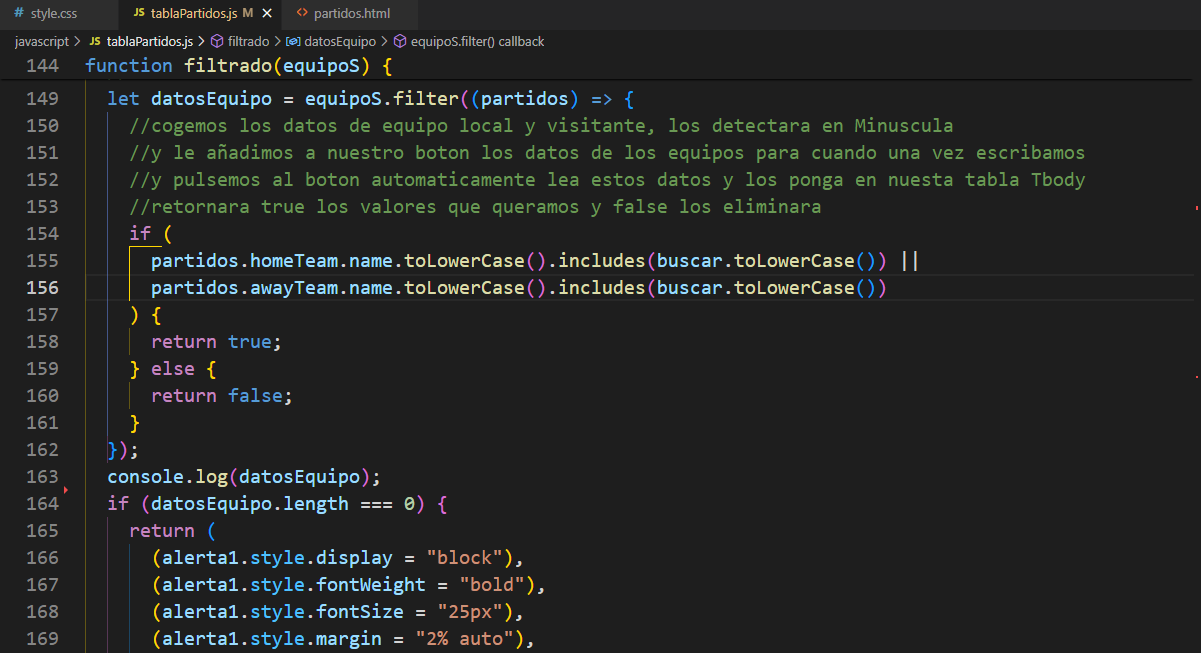 # style.css JS tablaPartidos.js M × <> partidos.html
javascript > JS tablaPartidos.js > filtrado > datosEquipo > equipoS.filter() callback
144 function filtrado(equipoS) {
149 let datosEquipo = equipoS.filter((partidos) => {
150 //cogemos los datos de equipo local y visitante, los detectara en Minuscula
151 //y le añadimos a nuestro boton los datos de los equipos para cuando una vez escribamos
152 //y pulsemos al boton automaticamente lea estos datos y los ponga en nuesta tabla Tbody
153 //retornara true los valores que queramos y false los eliminara
154 if (
155 partidos.homeTeam.name.toLowerCase().includes(buscar.toLowerCase()) ||
156 partidos.awayTeam.name.toLowerCase().includes(buscar.toLowerCase())
157 ) {
158 return true;
159 } else {
160 return false;
161 }
162 });
163 console.log(datosEquipo);
164 if (datosEquipo.length === 0) {
165 return (
166 (alerta1.style.display = "block"),
167 (alerta1.style.fontWeight = "bold"),
168 (alerta1.style.fontSize = "25px"),
169 (alerta1.style.margin = "2% auto"),